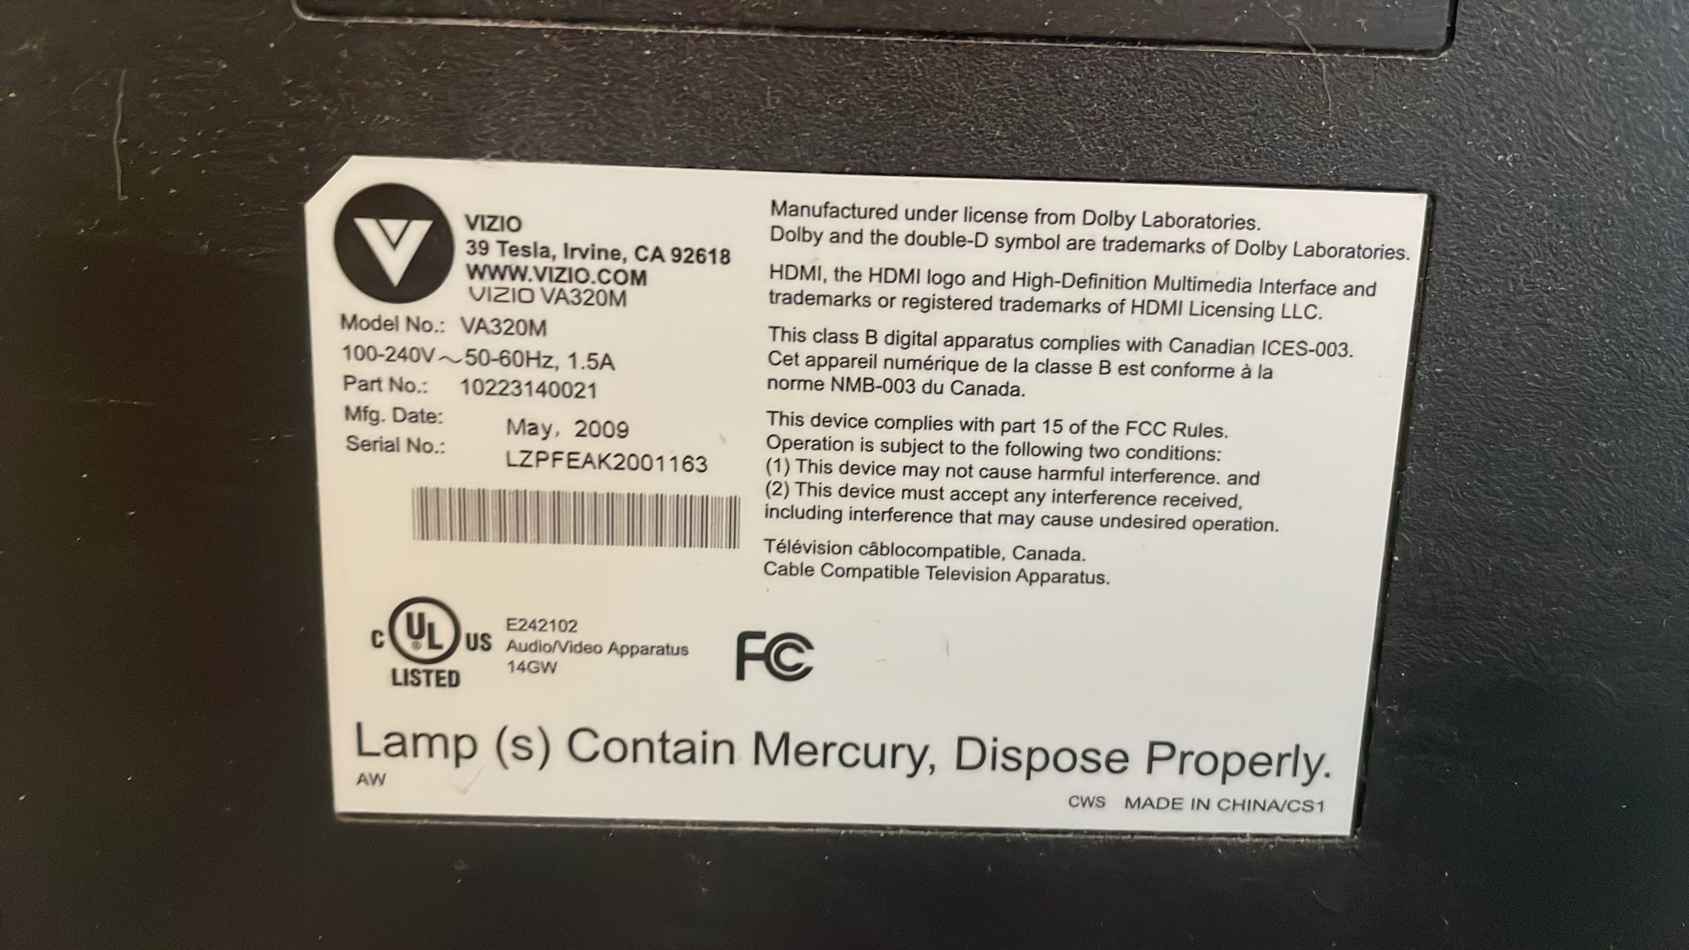 VIZIO
39 Tesla, Irvine, CA 92618
WWW.VIZIO.COM
VIZIO VA320M
Model No.: VA320M
100-240V～50-60Hz, 1.5A
Part No.: 10223140021
Mfg. Date: May, 2009
Serial No.: LZPFEAK2001163
Manufactured under license from Dolby Laboratories.
Dolby and the double-D symbol are trademarks of Dolby Laboratories.
HDMI, the HDMI logo and High-Definition Multimedia Interface and
trademarks or registered trademarks of HDMI Licensing LLC.
This class B digital apparatus complies with Canadian ICES-003.
Cet appareil numérique de la classe B est conforme à la
norme NMB-003 du Canada.
This device complies with part 15 of the FCC Rules.
Operation is subject to the following two conditions:
(1) This device may not cause harmful interference. and
(2) This device must accept any interference received,
including interference that may cause undesired operation.
Télévision câblocompatible, Canada.
Cable Compatible Television Apparatus.
C UL ® US
LISTED
E242102
Audio/Video Apparatus
14GW
FC
Lamp (s) Contain Mercury, Dispose Properly.
AW
CWS MADE IN CHINA/CS1